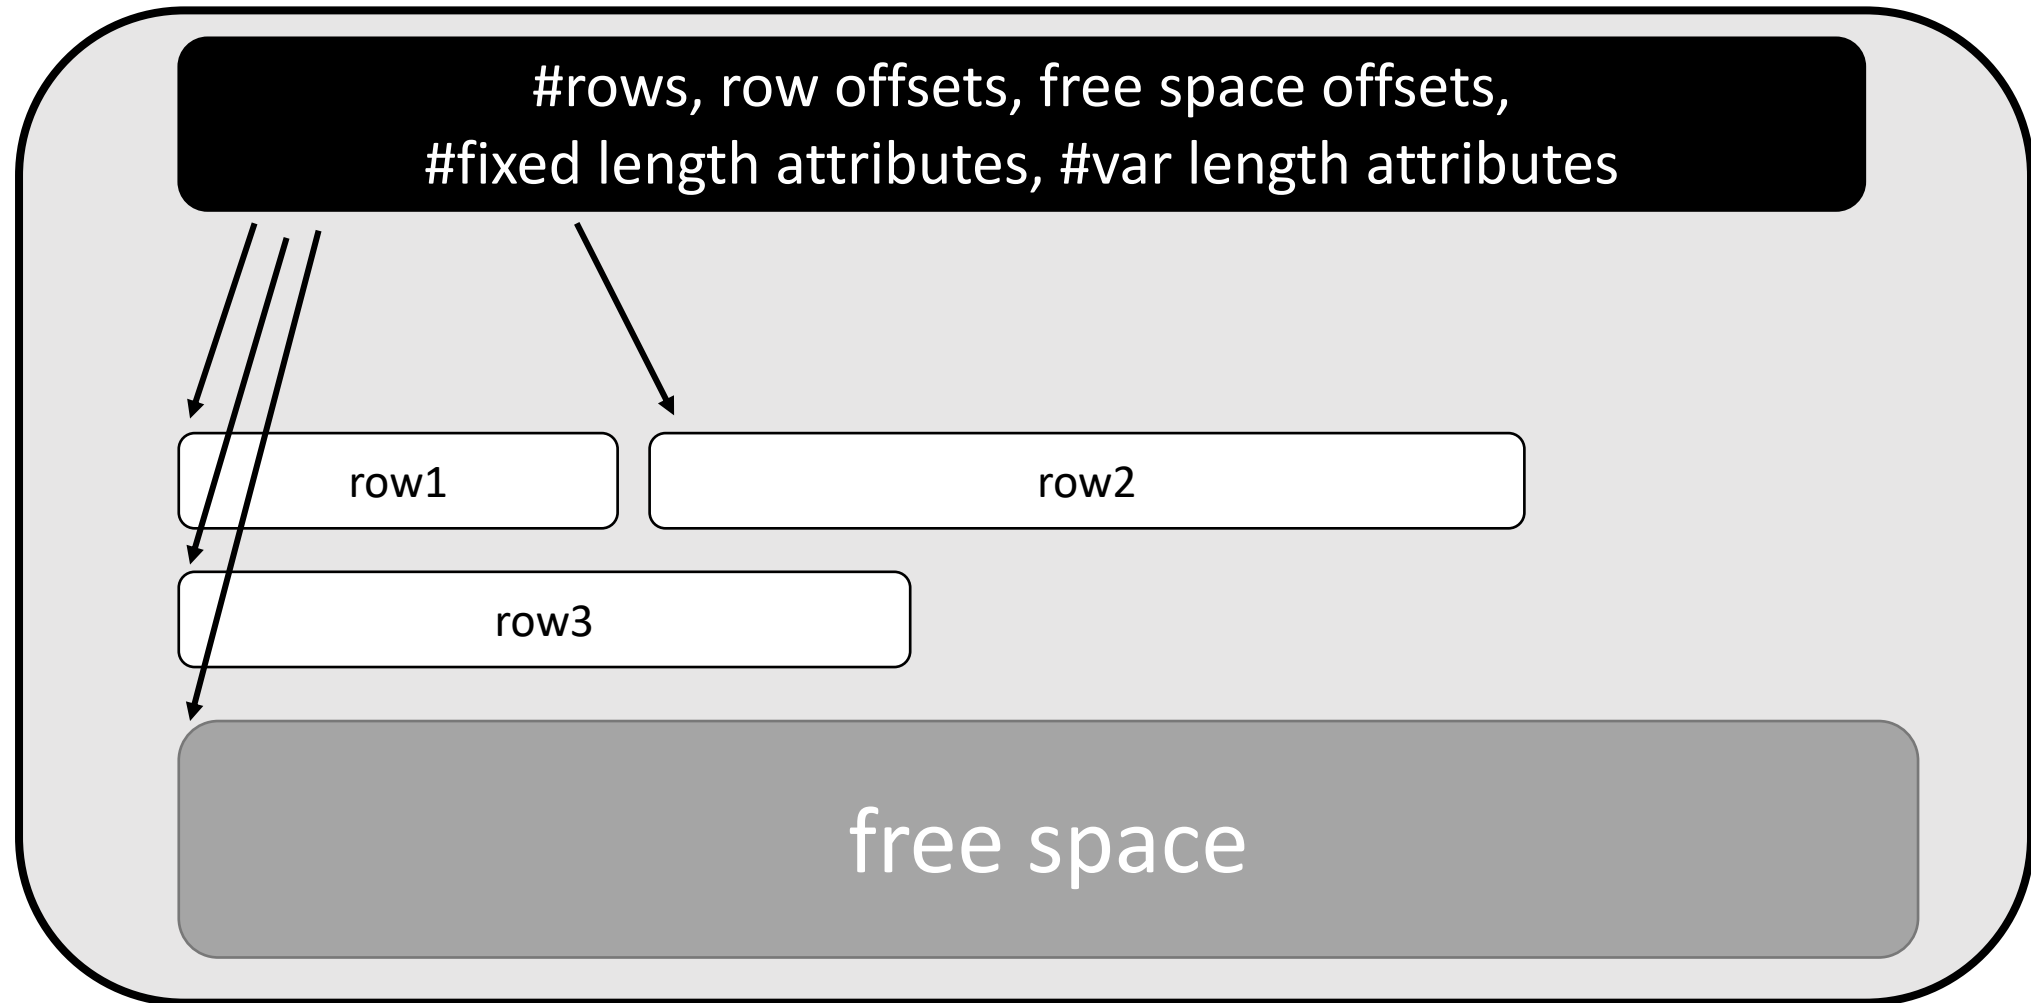 #rows, row offsets, free space offsets,
#fixed length attributes, #var length attributes
row1
row2
row3
free space